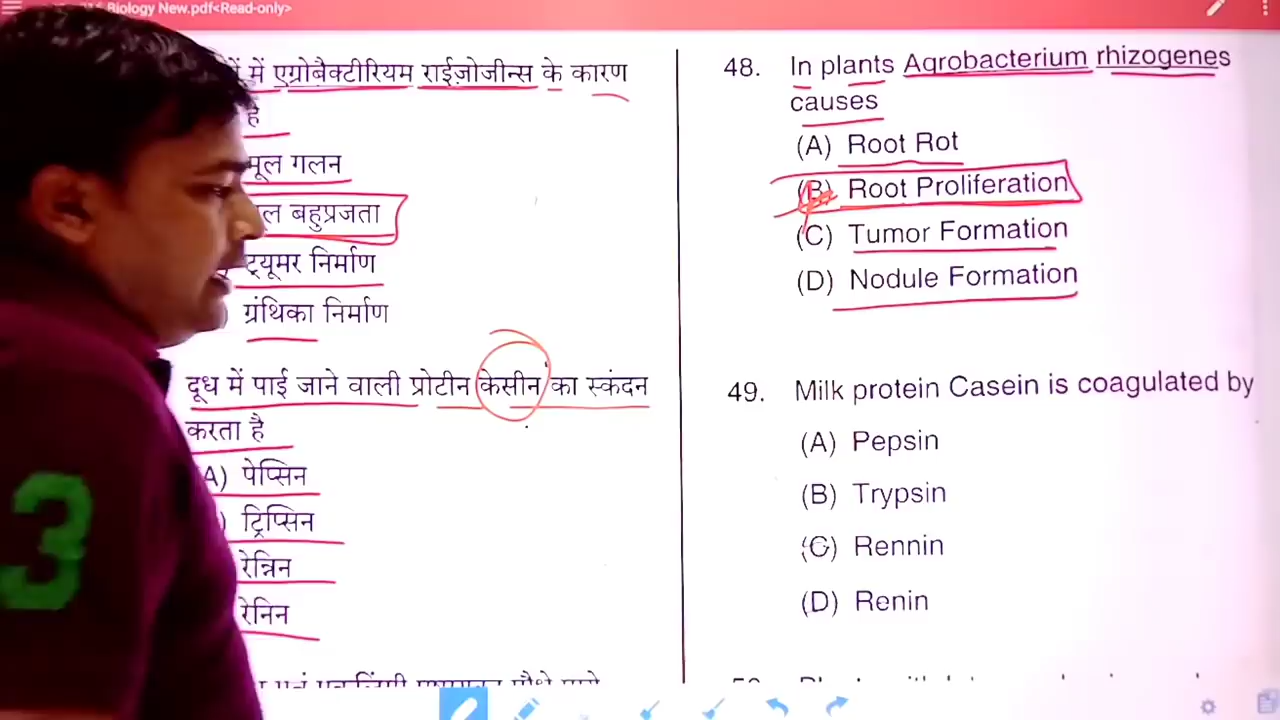 Biology New.pdf<Read-only>
में एग्रोबैक्टीरियम राईज़ोजीन्स के कारण
है
मूल गलन
बहुप्रजता
ट्यूमर निर्माण
ग्रंथिका निर्माण
दूध में पाई जाने वाली प्रोटीन केसीन का स्कंदन
करता है
A) पेप्सिन
) ट्रिप्सिन
रेन्निन
रेनिन
48. In plants Agrobacterium rhizogenes
causes
(A) Root Rot
(B) Root Proliferation
(C) Tumor Formation
(D) Nodule Formation
49. Milk protein Casein is coagulated by
(A) Pepsin
(B) Trypsin
(C) Rennin
(D) Renin
3